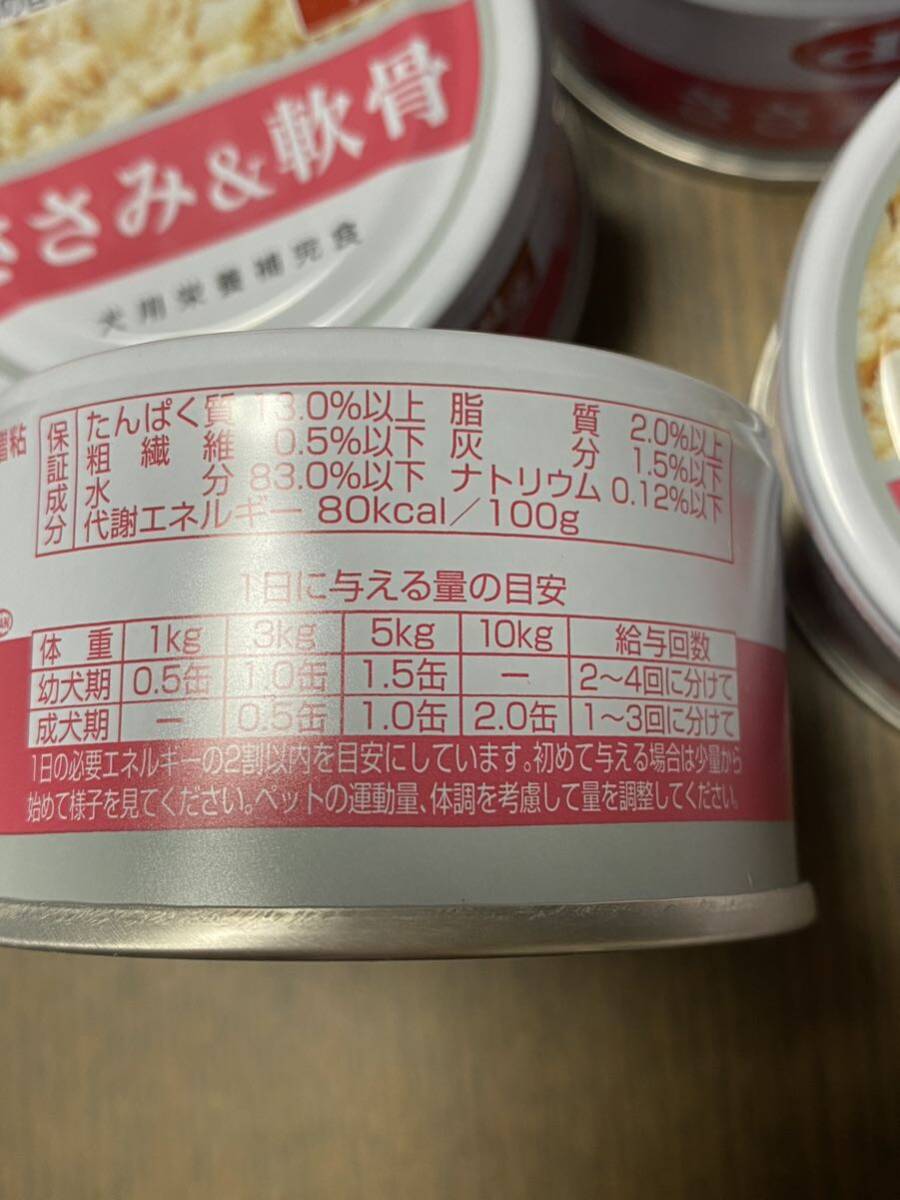 ささみ&軟骨
犬用栄養補完食
保証成分
たんぱく質 13.0%以上 脂質 2.0%以上
粗繊維 0.5%以下 灰分 1.5%以下
水分 83.0%以下 ナトリウム 0.12%以下
代謝エネルギー 80kcal/100g
1日に与える量の目安
体重 1kg 3kg 5kg 10kg 給与回数
幼犬期 0.5缶 1.0缶 1.5缶 ー 2〜4回に分けて
成犬期 ー 0.5缶 1.0缶 2.0缶 1〜3回に分けて
1日の必要エネルギーの2割以内を目安にしています。初めて与える場合は少量から
始めて様子を見てください。ペットの運動量、体調を考慮して量を調整してください。